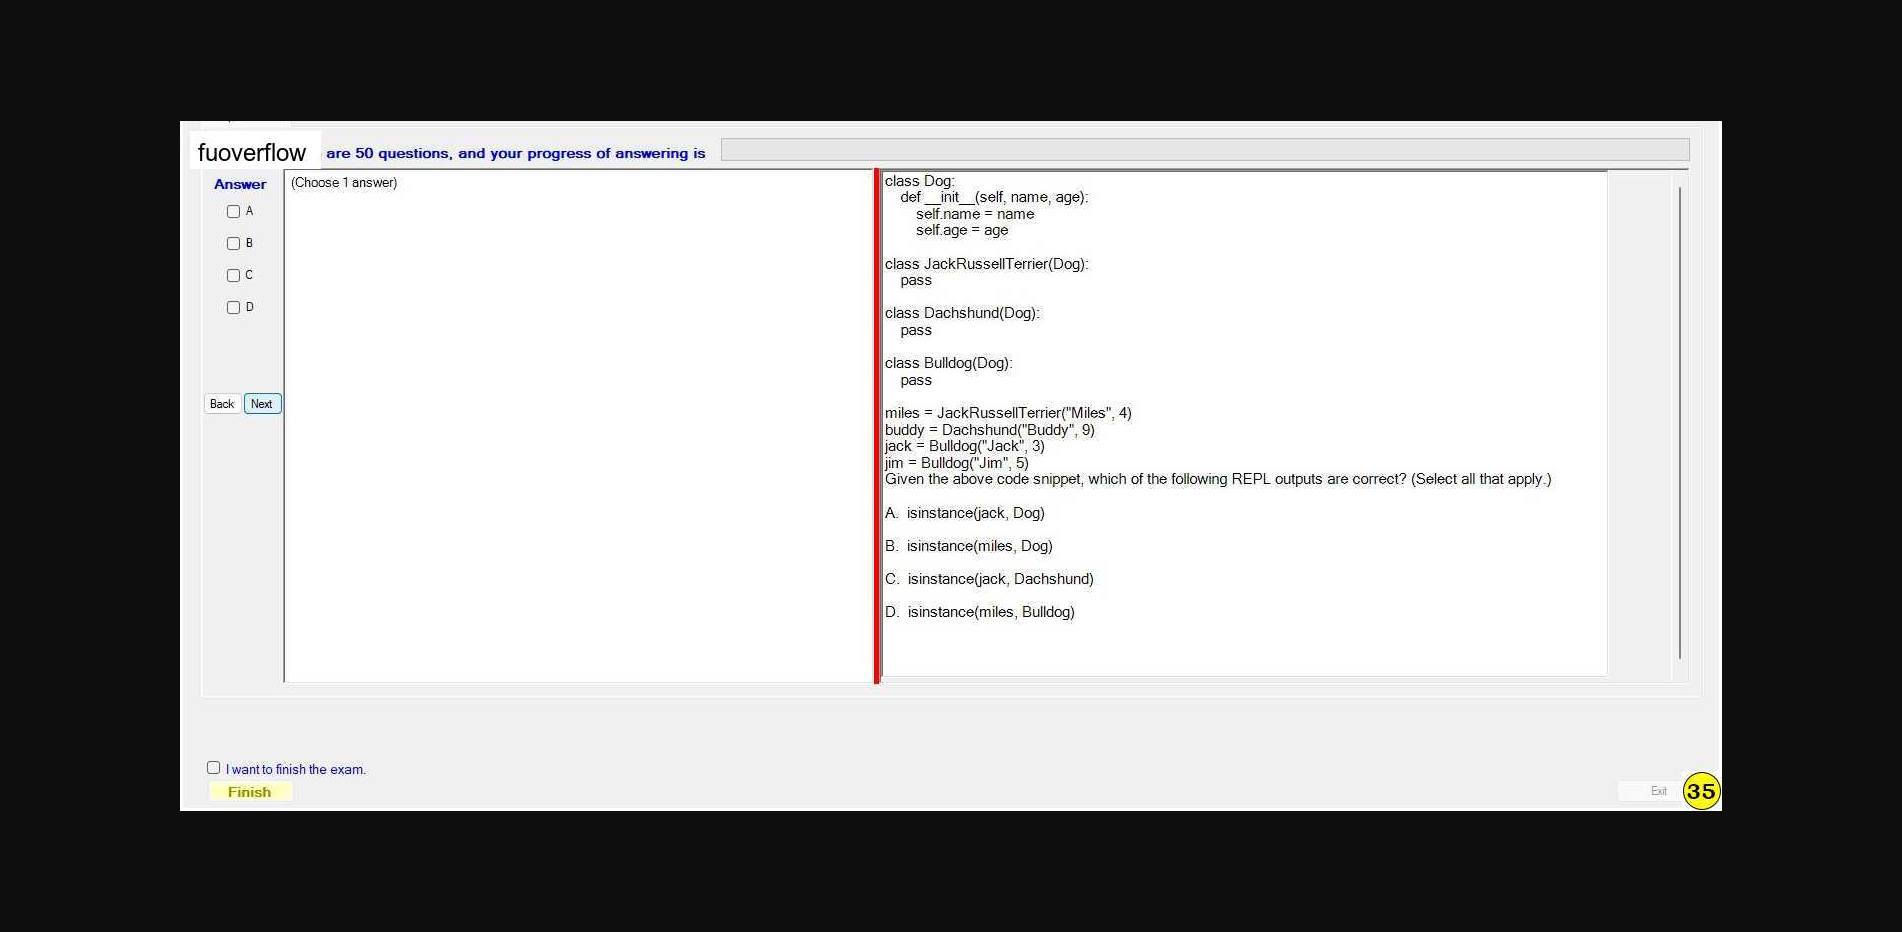 fuoverflow are 50 questions, and your progress of answering is
Answer
(Choose 1 answer)
A
B
C
D
Back Next
class Dog:
def __init__(self, name, age):
self.name = name
self.age = age
class JackRussellTerrier(Dog):
pass
class Dachshund(Dog):
pass
class Bulldog(Dog):
pass
miles = JackRussellTerrier("Miles", 4)
buddy = Dachshund("Buddy", 9)
jack = Bulldog("Jack", 3)
jim = Bulldog("Jim", 5)
Given the above code snippet, which of the following REPL outputs are correct? (Select all that apply.)
A. isinstance(jack, Dog)
B. isinstance(miles, Dog)
C. isinstance(jack, Dachshund)
D. isinstance(miles, Bulldog)
I want to finish the exam.
Finish
Exit
35